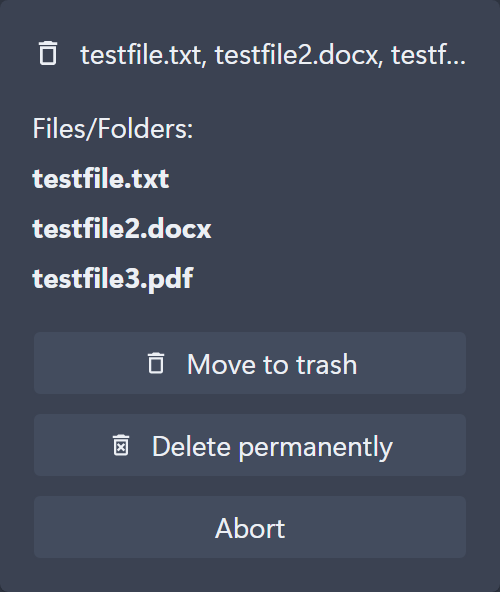 testfile.txt, testfile2.docx, testf...
Files/Folders:
testfile.txt
testfile2.docx
testfile3.pdf
Move to trash
Delete permanently
Abort